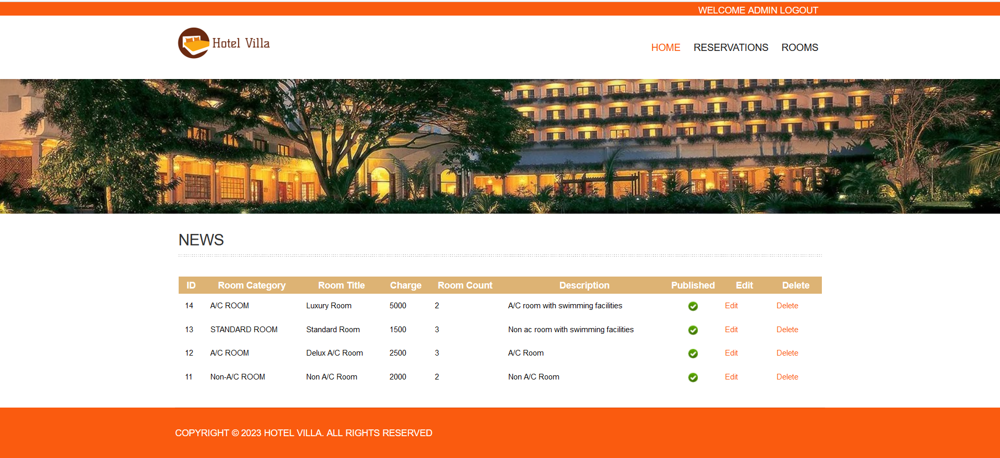 WELCOME ADMIN LOGOUT
Hotel Villa
HOME RESERVATIONS ROOMS
NEWS
ID Room Category Room Title Charge Room Count Description Published Edit Delete
14 A/C ROOM Luxury Room 5000 2 A/C room with swimming facilities Edit Delete
13 STANDARD ROOM Standard Room 1500 3 Non ac room with swimming facilities Edit Delete
12 A/C ROOM Delux A/C Room 2500 3 A/C Room Edit Delete
11 Non-A/C ROOM Non A/C Room 2000 2 Non A/C Room Edit Delete
COPYRIGHT © 2023 HOTEL VILLA. ALL RIGHTS RESERVED